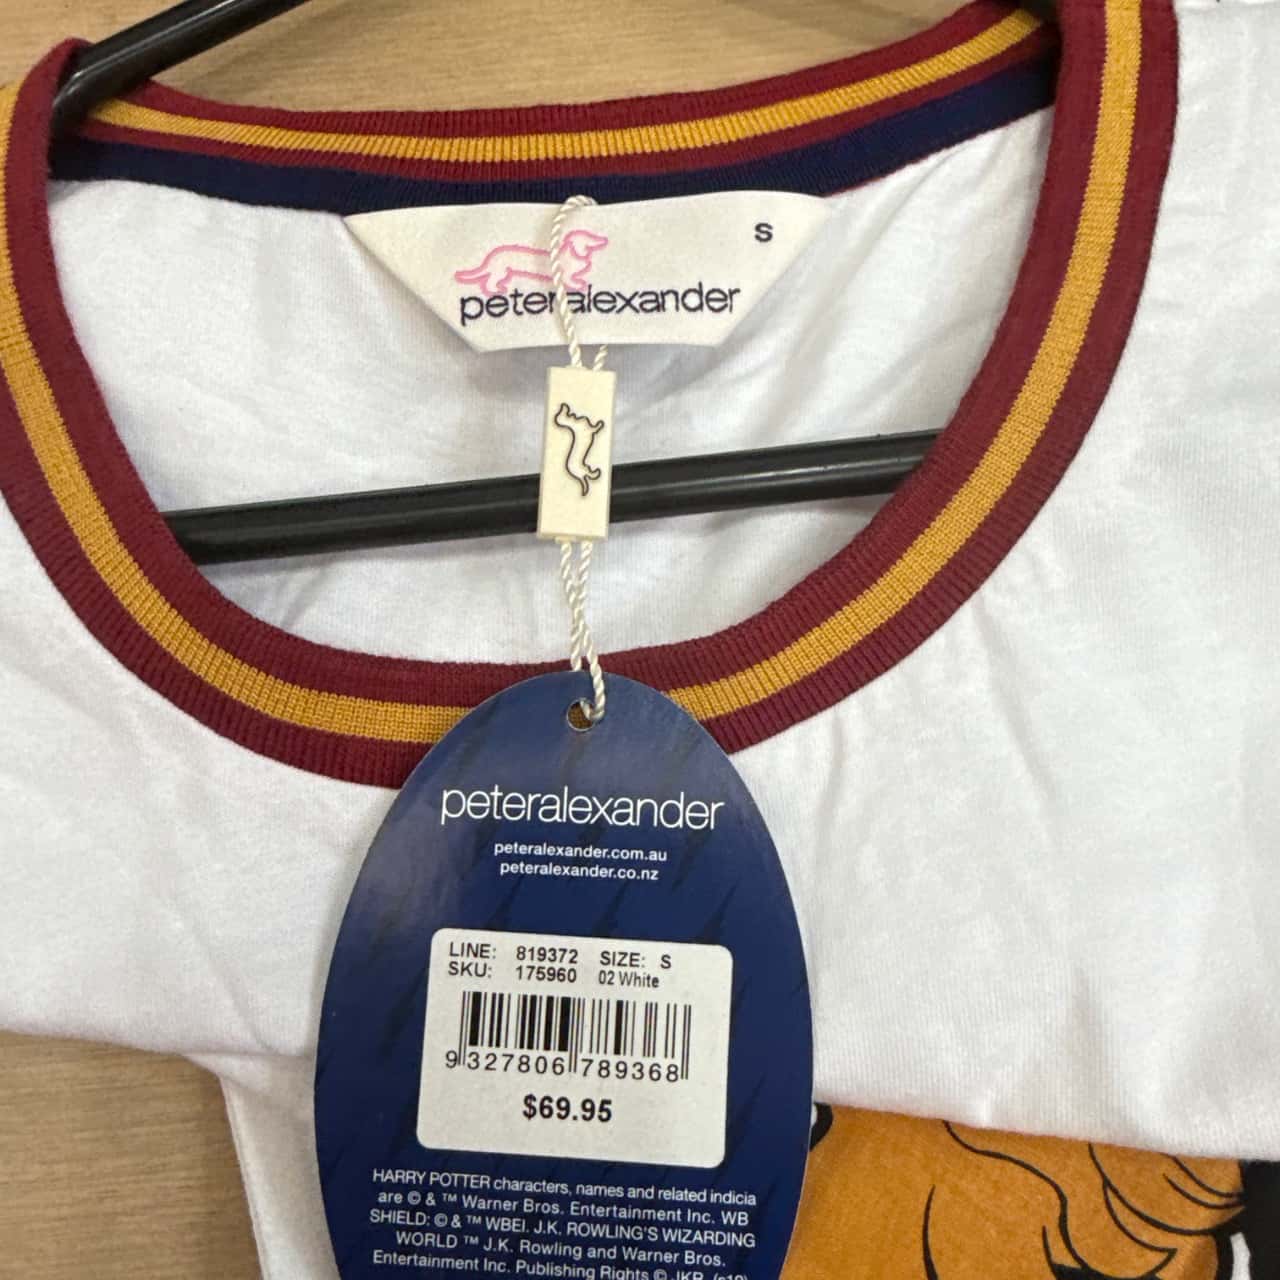 S
peteralexander
peteralexander
peteralexander.com.au
peteralexander.co.nz
LINE: 819372 SIZE: S
SKU: 175960 02 White
9 327806 789368
$69.95
HARRY POTTER characters, names and related indicia
are © & ™ Warner Bros. Entertainment Inc. WB
SHIELD: © & ™ WBEI. J.K. ROWLING'S WIZARDING
WORLD ™ J.K. Rowling and Warner Bros.
Entertainment Inc. Publishing Rights © JKR. (s19)